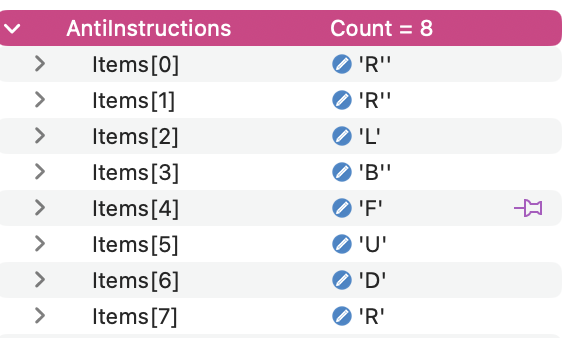 AntiInstructions Count = 8
Items[0] 'R''
Items[1] 'R''
Items[2] 'L'
Items[3] 'B''
Items[4] 'F'
Items[5] 'U'
Items[6] 'D'
Items[7] 'R'